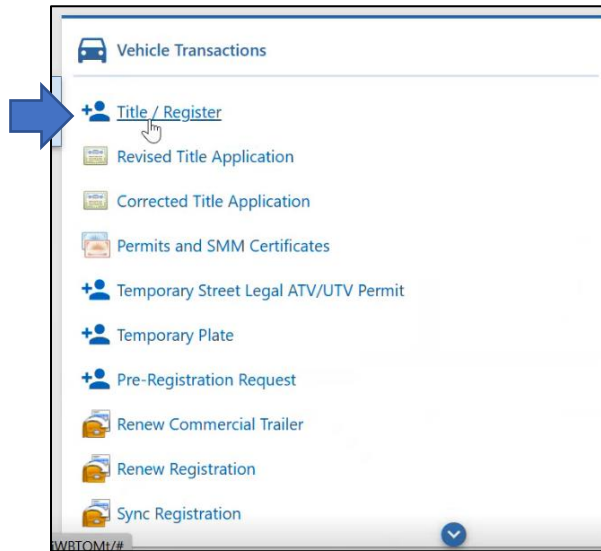 Vehicle Transactions
Title / Register
Revised Title Application
Corrected Title Application
Permits and SMM Certificates
Temporary Street Legal ATV/UTV Permit
Temporary Plate
Pre-Registration Request
Renew Commercial Trailer
Renew Registration
Sync Registration